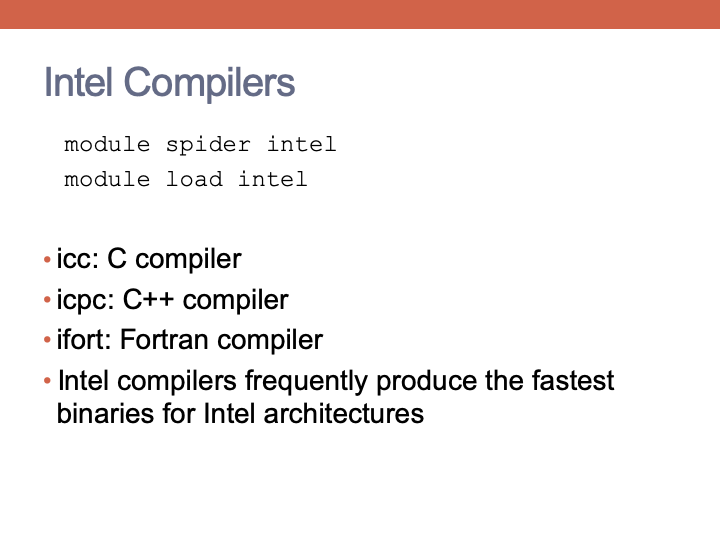 Intel Compilers
module spider intel
module load intel
• icc: C compiler
• icpc: C++ compiler
• ifort: Fortran compiler
• Intel compilers frequently produce the fastest
binaries for Intel architectures